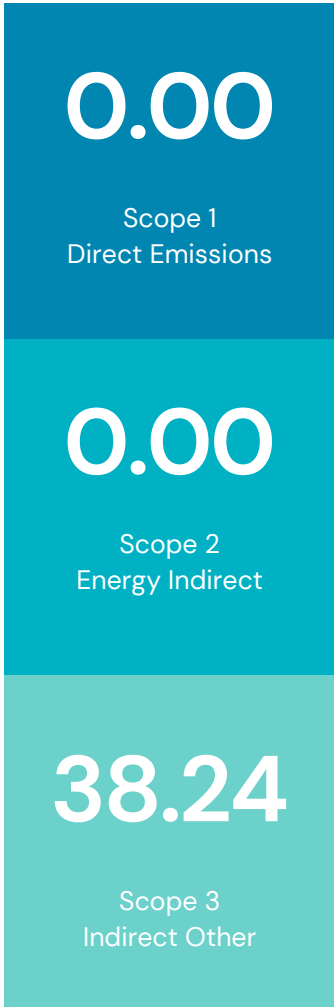 0.00
Scope 1
Direct Emissions
0.00
Scope 2
Energy Indirect
38.24
Scope 3
Indirect Other